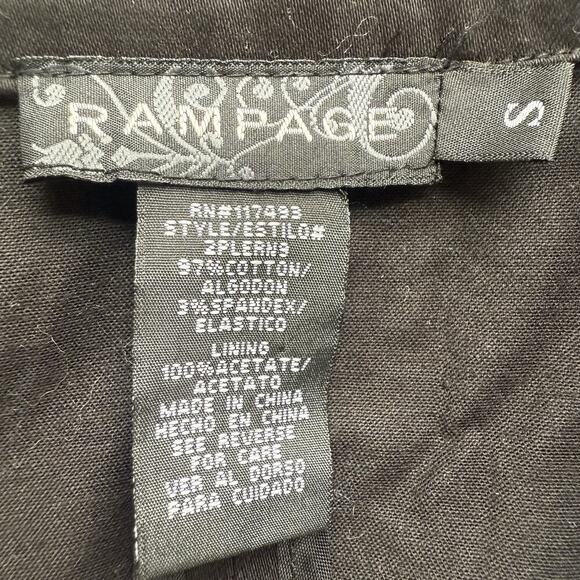 RAMPAGE
S
RN#117493
STYLE/ESTILO#
2PLERN9
97%COTTON/
ALGODON
3%SPANDEX/
ELASTICO
LINING
100%ACETATE/
ACETATO
MADE IN CHINA
HECHO EN CHINA
SEE REVERSE
FOR CARE
VER AL DORSO
PARA CUIDADO